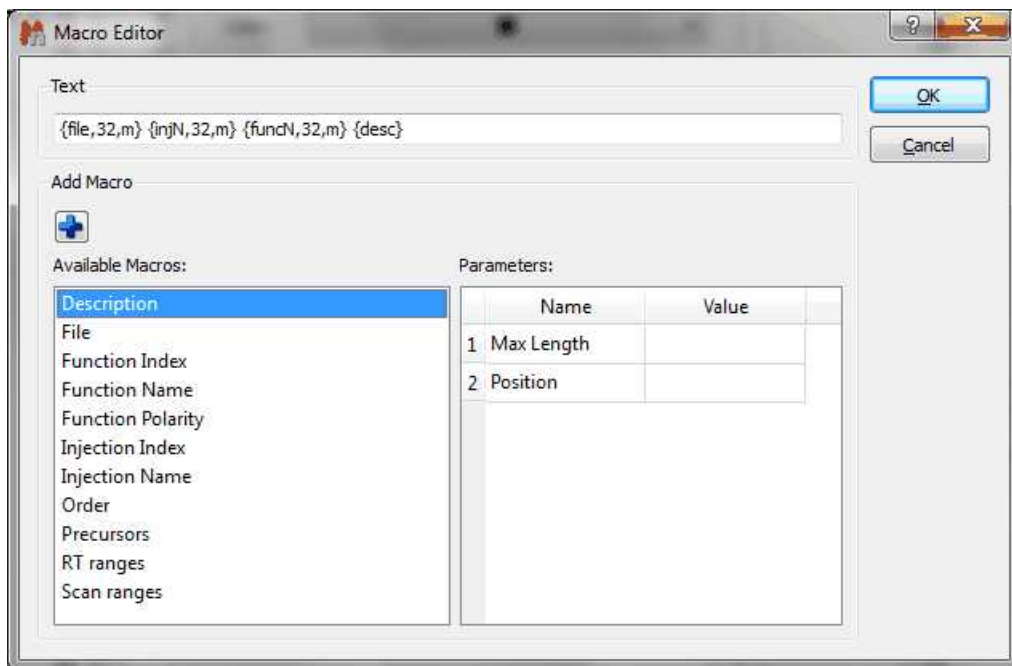 Macro Editor
?
X
Text
OK
{file,32,m} {injN,32,m} {funcN,32,m} {desc}
Cancel
Add Macro
Available Macros:
Description
File
Function Index
Function Name
Function Polarity
Injection Index
Injection Name
Order
Precursors
RT ranges
Scan ranges
Parameters:
Name Value
1 Max Length
2 Position